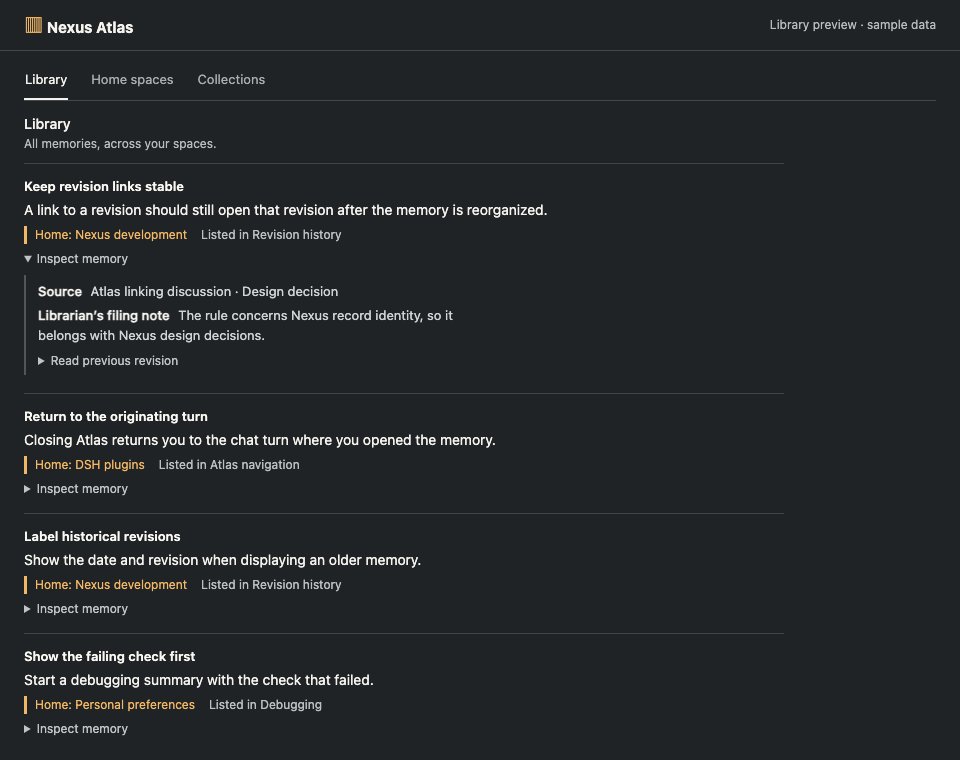 Nexus Atlas
Library preview · sample data
Library
Home spaces
Collections
Library
All memories, across your spaces.
Keep revision links stable
A link to a revision should still open that revision after the memory is reorganized.
Home: Nexus development Listed in Revision history
Inspect memory
Source Atlas linking discussion · Design decision
Librarian’s filing note The rule concerns Nexus record identity, so it
belongs with Nexus design decisions.
Read previous revision
Return to the originating turn
Closing Atlas returns you to the chat turn where you opened the memory.
Home: DSH plugins Listed in Atlas navigation
Inspect memory
Label historical revisions
Show the date and revision when displaying an older memory.
Home: Nexus development Listed in Revision history
Inspect memory
Show the failing check first
Start a debugging summary with the check that failed.
Home: Personal preferences Listed in Debugging
Inspect memory